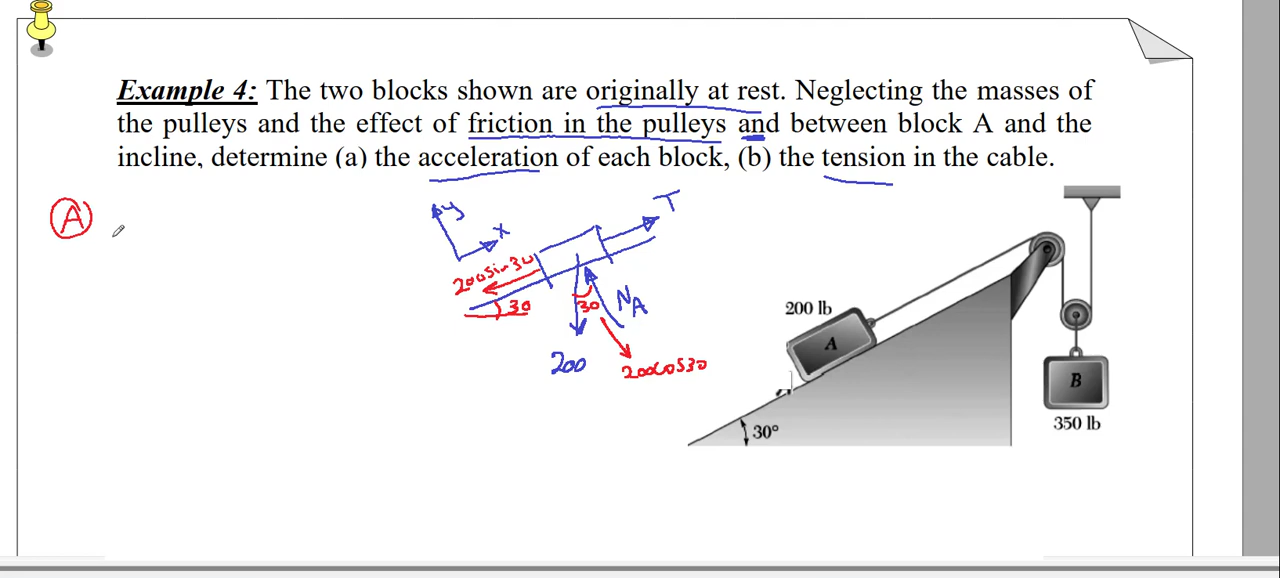 Example 4: The two blocks shown are originally at rest. Neglecting the masses of
the pulleys and the effect of friction in the pulleys and between block A and the
incline, determine (a) the acceleration of each block, (b) the tension in the cable.
A
y
x
T
200sin30
30
30
NA
200
200cos30
200 lb
A
B
350 lb
30°